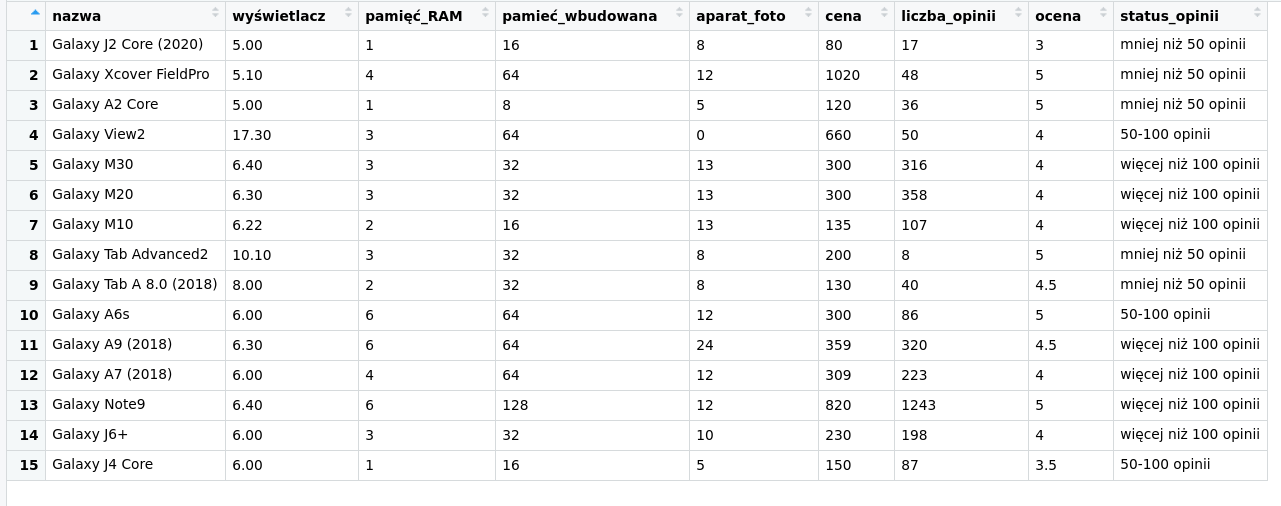 nazwa wyświetlacz pamięć_RAM pamieć_wbudowana aparat_foto cena liczba_opinii ocena status_opinii
1 Galaxy J2 Core (2020) 5.00 1 16 8 80 17 3 mniej niż 50 opinii
2 Galaxy Xcover FieldPro 5.10 4 64 12 1020 48 5 mniej niż 50 opinii
3 Galaxy A2 Core 5.00 1 8 5 120 36 5 mniej niż 50 opinii
4 Galaxy View2 17.30 3 64 0 660 50 4 50-100 opinii
5 Galaxy M30 6.40 3 32 13 300 316 4 więcej niż 100 opinii
6 Galaxy M20 6.30 3 32 13 300 358 4 więcej niż 100 opinii
7 Galaxy M10 6.22 2 16 13 135 107 4 więcej niż 100 opinii
8 Galaxy Tab Advanced2 10.10 3 32 8 200 8 5 mniej niż 50 opinii
9 Galaxy Tab A 8.0 (2018) 8.00 2 32 8 130 40 4.5 mniej niż 50 opinii
10 Galaxy A6s 6.00 6 64 12 300 86 5 50-100 opinii
11 Galaxy A9 (2018) 6.30 6 64 24 359 320 4.5 więcej niż 100 opinii
12 Galaxy A7 (2018) 6.00 4 64 12 309 223 4 więcej niż 100 opinii
13 Galaxy Note9 6.40 6 128 12 820 1243 5 więcej niż 100 opinii
14 Galaxy J6+ 6.00 3 32 10 230 198 4 więcej niż 100 opinii
15 Galaxy J4 Core 6.00 1 16 5 150 87 3.5 50-100 opinii